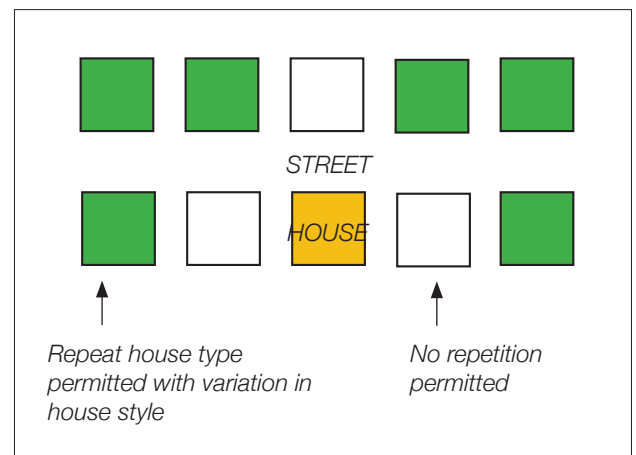 STREET
HOUSE
Repeat house type
permitted with variation in
house style
No repetition
permitted